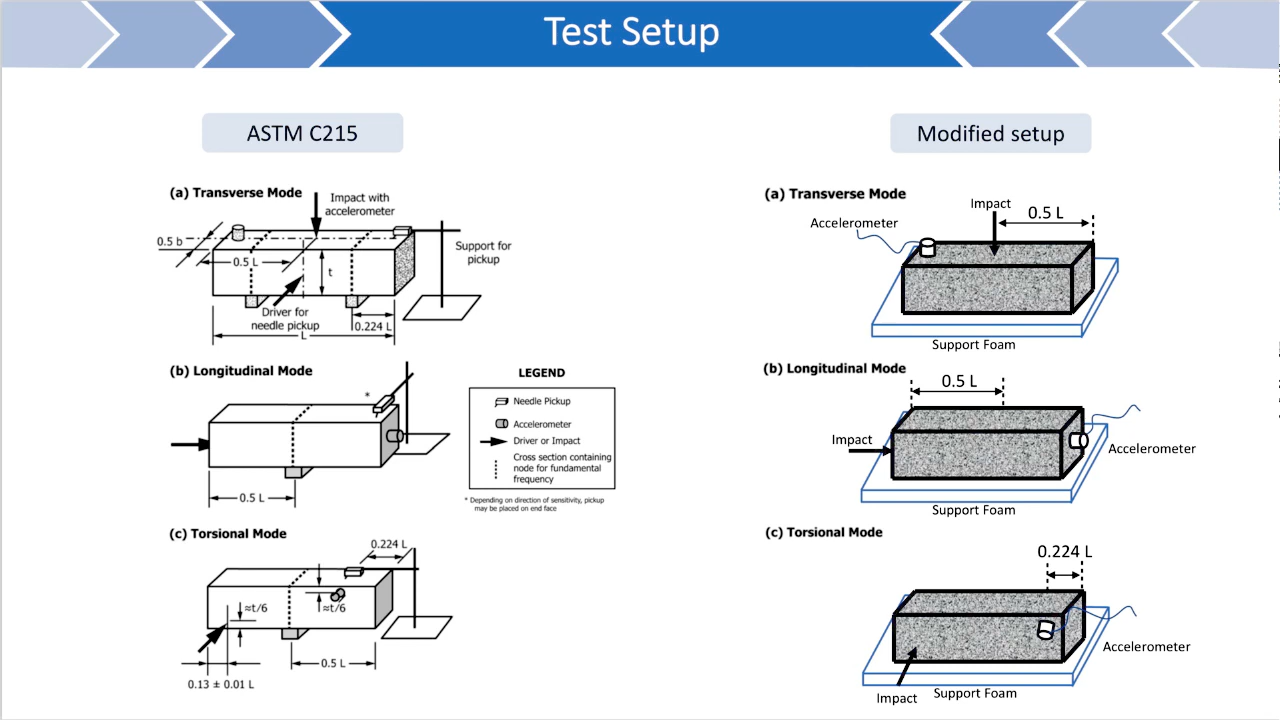 Test Setup
ASTM C215
(a) Transverse Mode
Impact with
accelerometer
0.5 b
0.5 L
t
Support for
pickup
Driver for
needle pickup
0.224 L
L
(b) Longitudinal Mode
*
0.5 L
LEGEND
Needle Pickup
Accelerometer
Driver or Impact
Cross section containing
node for fundamental
frequency
* Depending on direction of sensitivity, pickup
may be placed on end face
(c) Torsional Mode
0.224 L
≈t/6
≈t/6
0.5 L
0.13 ± 0.01 L
Modified setup
(a) Transverse Mode
Impact
0.5 L
Accelerometer
Support Foam
(b) Longitudinal Mode
0.5 L
Impact
Accelerometer
Support Foam
(c) Torsional Mode
0.224 L
Accelerometer
Impact
Support Foam